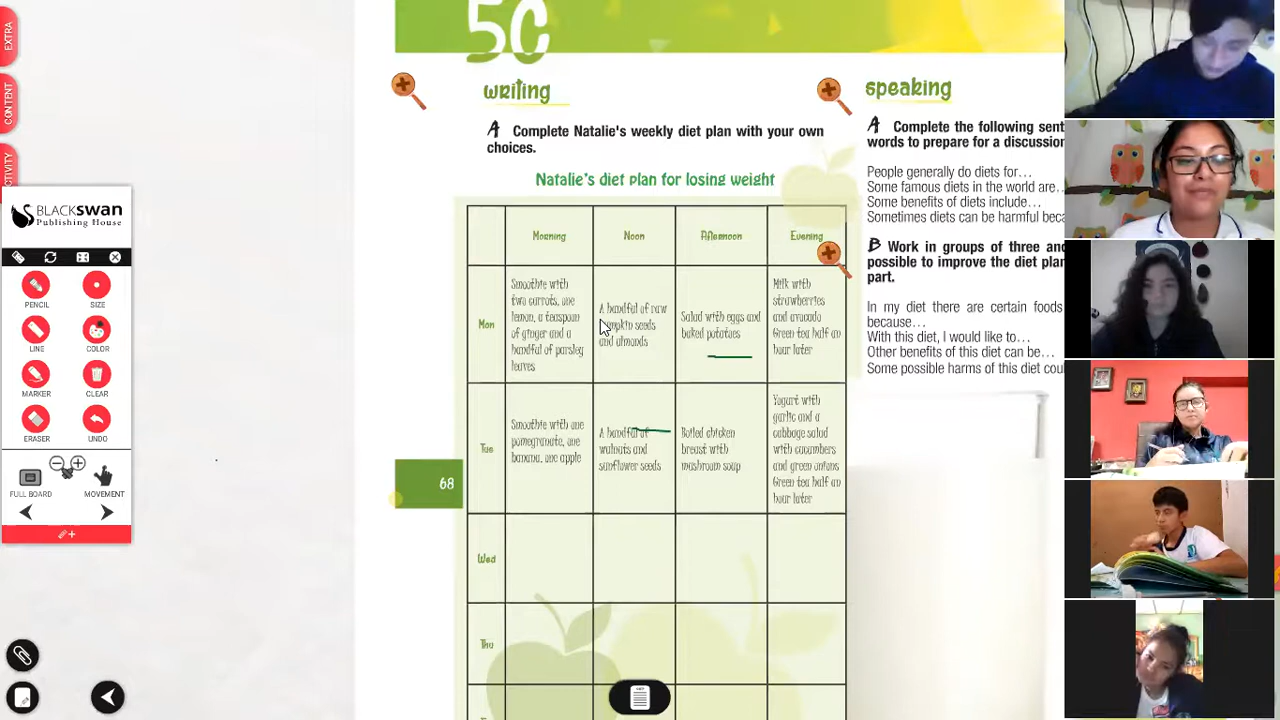 EXTRA
CONTENT
CTIVITY
BLACKSWAN
Publishing House
PENCIL
SIZE
LINE
COLOR
MARKER
CLEAR
ERASER
UNDO
FULL BOARD
MOVEMENT
5C
writing
A Complete Natalie's weekly diet plan with your own
choices.
Natalie's diet plan for losing weight
Morning
Noon
Afternoon
Evening
Mon
Smoothie with
two carrots, one
lemon, a teaspoon
of ginger and a
handful of parsley
leaves
A handful of raw
pumpkin seeds
and almonds
Salad with eggs and
baked potatoes
Milk with
strawberries
and avocado
Green tea half an
hour later
Tue
Smoothie with one
pomegranate, one
banana, one apple
A handful of
walnuts and
sunflower seeds
Boiled chicken
breast with
mushroom soup
Yogurt with
garlic and a
cabbage salad
with cucumbers
and green onions
Green tea half an
hour later
Wed
Thu
68
speaking
A Complete the following sent
words to prepare for a discussion
People generally do diets for…
Some famous diets in the world are…
Some benefits of diets include…
Sometimes diets can be harmful beca
B Work in groups of three and
possible to improve the diet plan
part.
In my diet there are certain foods
because…
With this diet, I would like to…
Other benefits of this diet can be…
Some possible harms of this diet coul